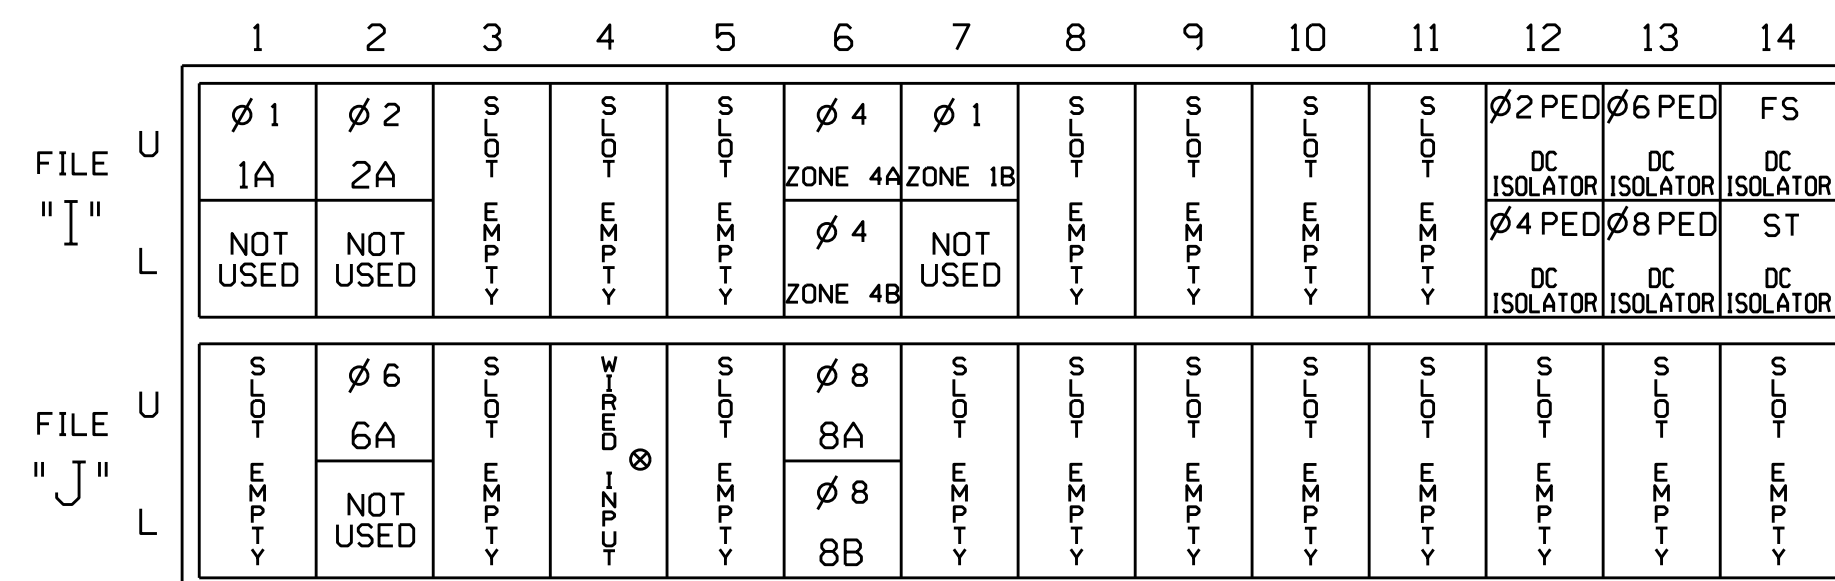 1 2 3 4 5 6 7 8 9 10 11 12 13 14
FILE "I"
U
L
Ø 1
1A
NOT
USED
Ø 2
2A
NOT
USED
SLOT EMPTY
SLOT EMPTY
SLOT EMPTY
Ø 4
ZONE 4A
Ø 4
ZONE 4B
Ø 1
ZONE 1B
NOT
USED
SLOT EMPTY
SLOT EMPTY
SLOT EMPTY
SLOT EMPTY
Ø2 PED
DC
ISOLATOR
Ø4 PED
DC
ISOLATOR
Ø6 PED
DC
ISOLATOR
Ø8 PED
DC
ISOLATOR
FS
DC
ISOLATOR
ST
DC
ISOLATOR
FILE "J"
U
L
SLOT EMPTY
Ø 6
6A
NOT
USED
SLOT EMPTY
WIRED INPUT
⊗
SLOT EMPTY
Ø 8
8A
Ø 8
8B
SLOT EMPTY
SLOT EMPTY
SLOT EMPTY
SLOT EMPTY
SLOT EMPTY
SLOT EMPTY
SLOT EMPTY
SLOT EMPTY